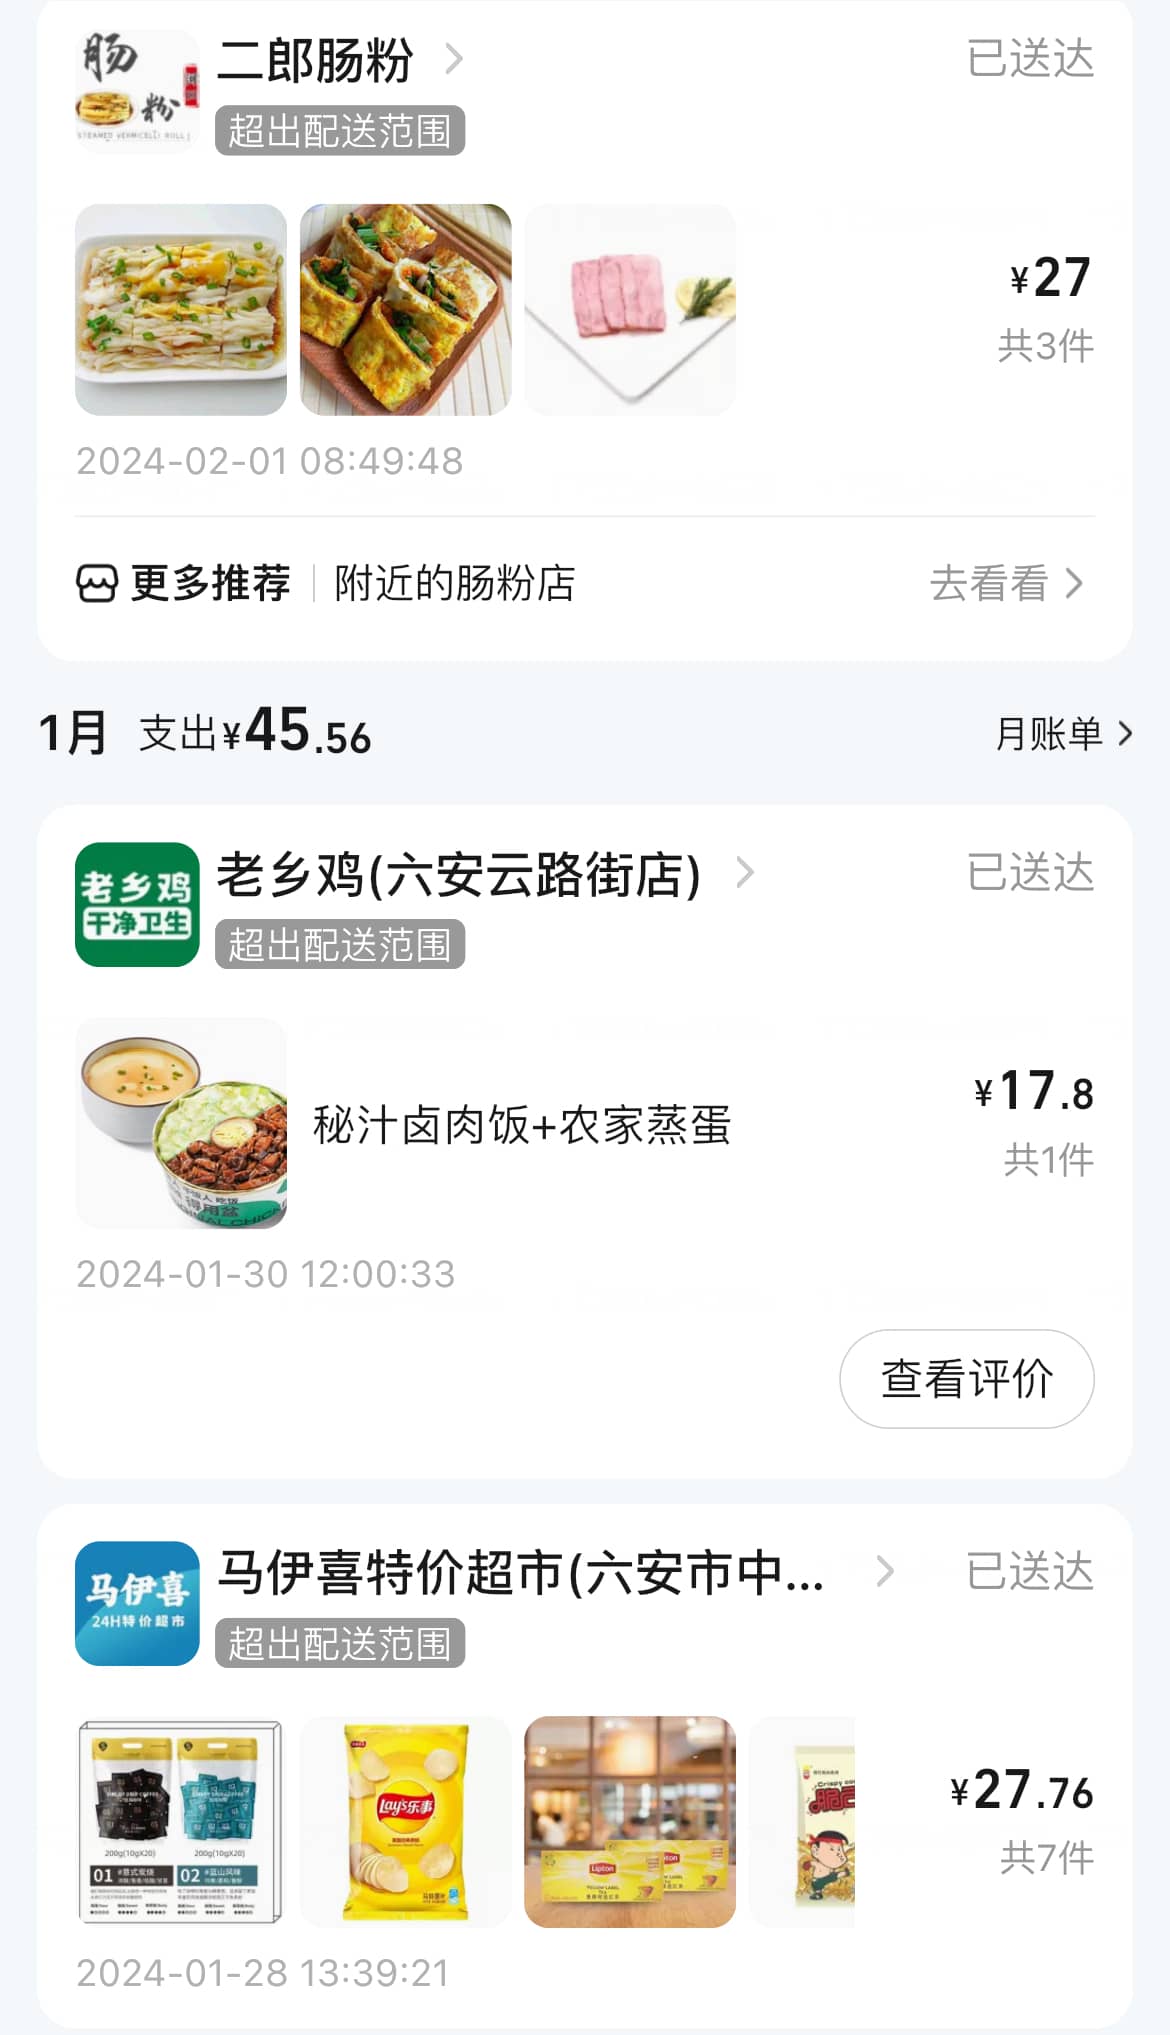 肠
粉
STEAMED VERMICELLI ROLL
二郎肠粉
已送达
超出配送范围
¥27
共3件
2024-02-01 08:49:48
更多推荐 附近的肠粉店
去看看
1月 支出¥45.56
月账单
老乡鸡
干净卫生
老乡鸡(六安云路街店)
已送达
超出配送范围
秘汁卤肉饭+农家蒸蛋
¥17.8
共1件
2024-01-30 12:00:33
查看评价
马伊喜
24H特价超市
马伊喜特价超市(六安市中...
已送达
超出配送范围
200g(10gX20) 200g(10gX20)
01 02
Lay's乐事
Lipton
YELLOW LABEL
¥27.76
共7件
2024-01-28 13:39:21